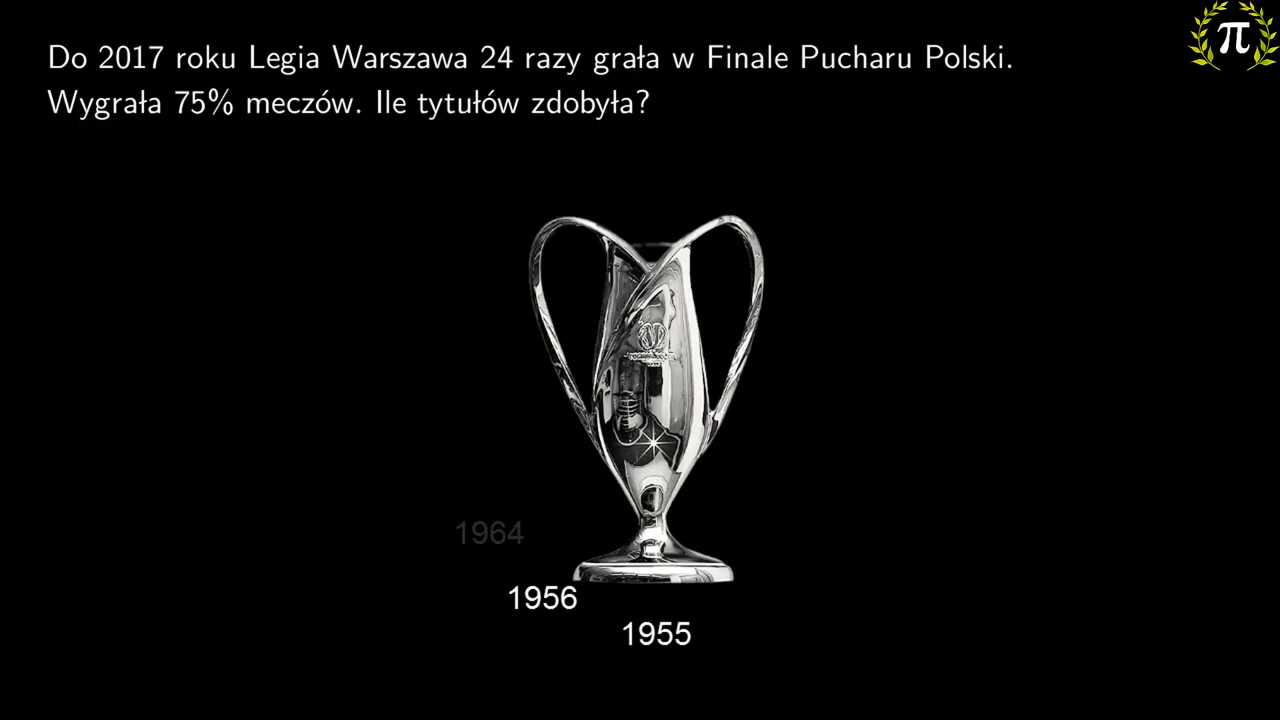 Do 2017 roku Legia Warszawa 24 razy grała w Finale Pucharu Polski.
Wygrała 75% meczów. Ile tytułów zdobyła?
π
1964
1956
1955